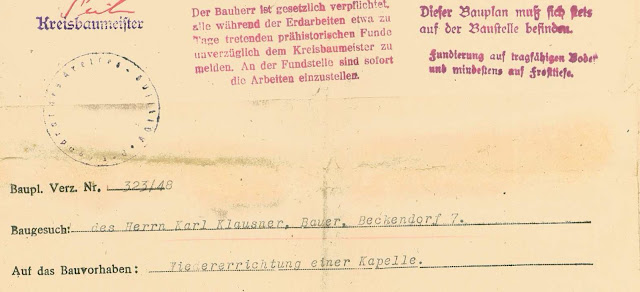 Kreisbaumeister
Der Bauherr ist gesetzlich verpflichtet,
alle während der Erdarbeiten etwa zu
Tage tretenden prähistorischen Funde
unverzüglich dem Kreisbaumeister zu
melden. An der Fundstelle sind sofort
die Arbeiten einzustellen.
Dieser Bauplan muß sich stets
auf der Baustelle befinden.
Fundierung auf tragfähigen Boden
und mindestens auf Frosttiefe.
Baupl. Verz. Nr. 323/48
Baugesuch: des Herrn Karl Klausner, Bauer, Beckendorf 7.
Auf das Bauvorhaben: Wiedererrichtung einer Kapelle.